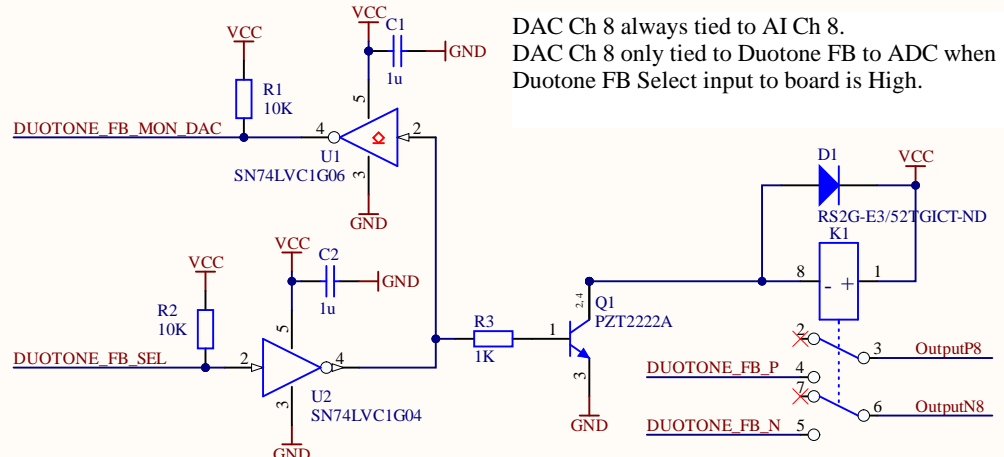 DAC Ch 8 always tied to AI Ch 8.
DAC Ch 8 only tied to Duotone FB to ADC when
Duotone FB Select input to board is High.
VCC
VCC
C1
1u
GND
R1
10K
5
DUOTONE_FB_MON_DAC
4
2
U1
SN74LVC1G06
3
GND
D1
VCC
RS2G-E3/52TGICT-ND
K1
8
- +
1
VCC
C2
1u
GND
VCC
R2
10K
5
DUOTONE_FB_SEL
2
4
U2
SN74LVC1G04
3
GND
R3
1K
1
2, 4
Q1
PZT2222A
3
GND
2
3
OutputP8
DUOTONE_FB_P
4
7
6
OutputN8
DUOTONE_FB_N
5